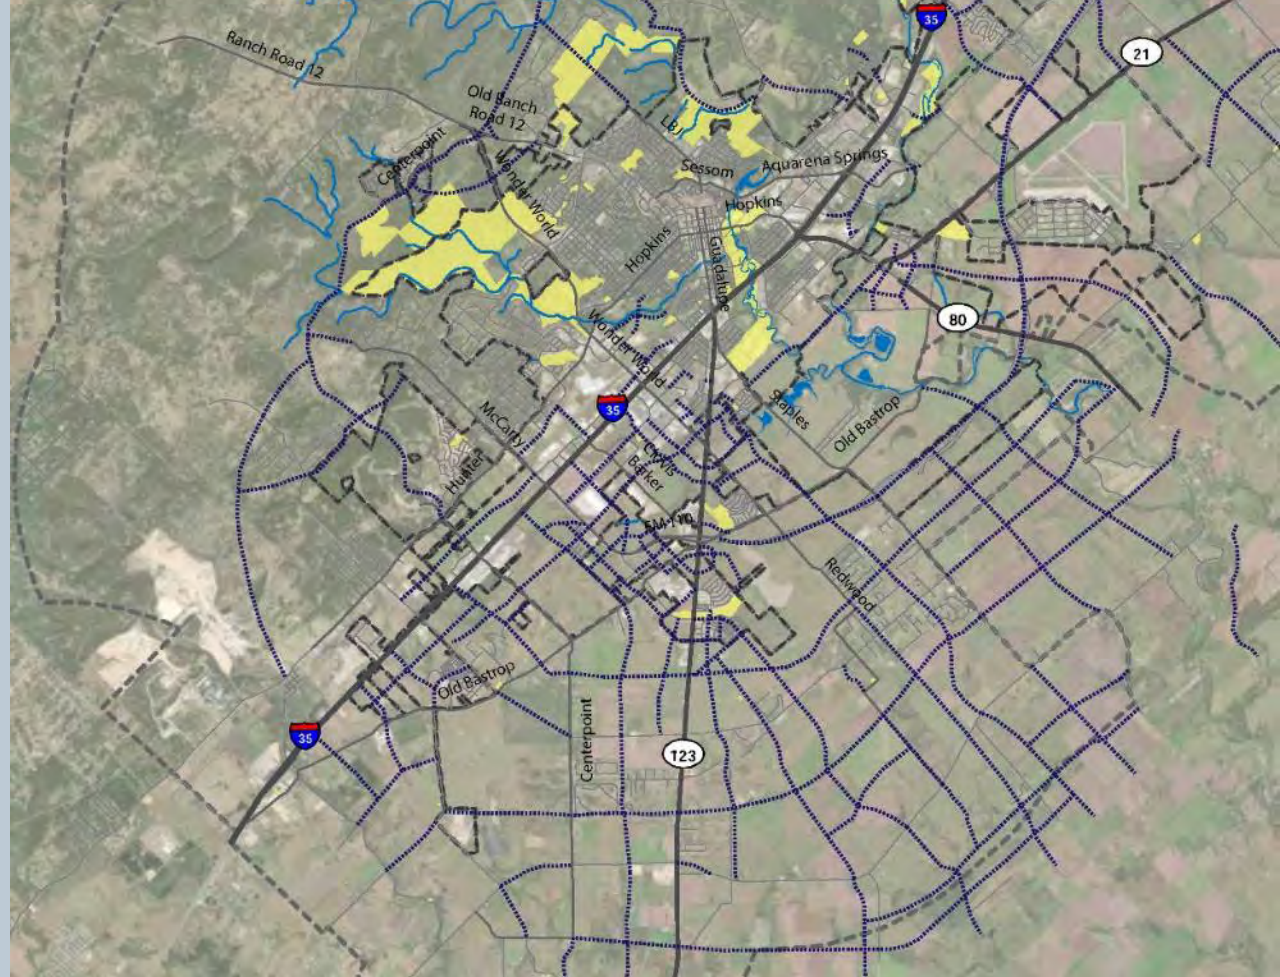 35
21
Ranch Road 12
Old Ranch
Road 12
LBJ
Centerpoint
Sessom
Aquarena Springs
Wonder World
Hopkins
Hopkins
Guadalupe
80
Wonder World
35
Staples
McCarty
Old Bastrop
Clovis
Barker
Hunter
FM 110
Redwood
Old Bastrop
Centerpoint
35
123